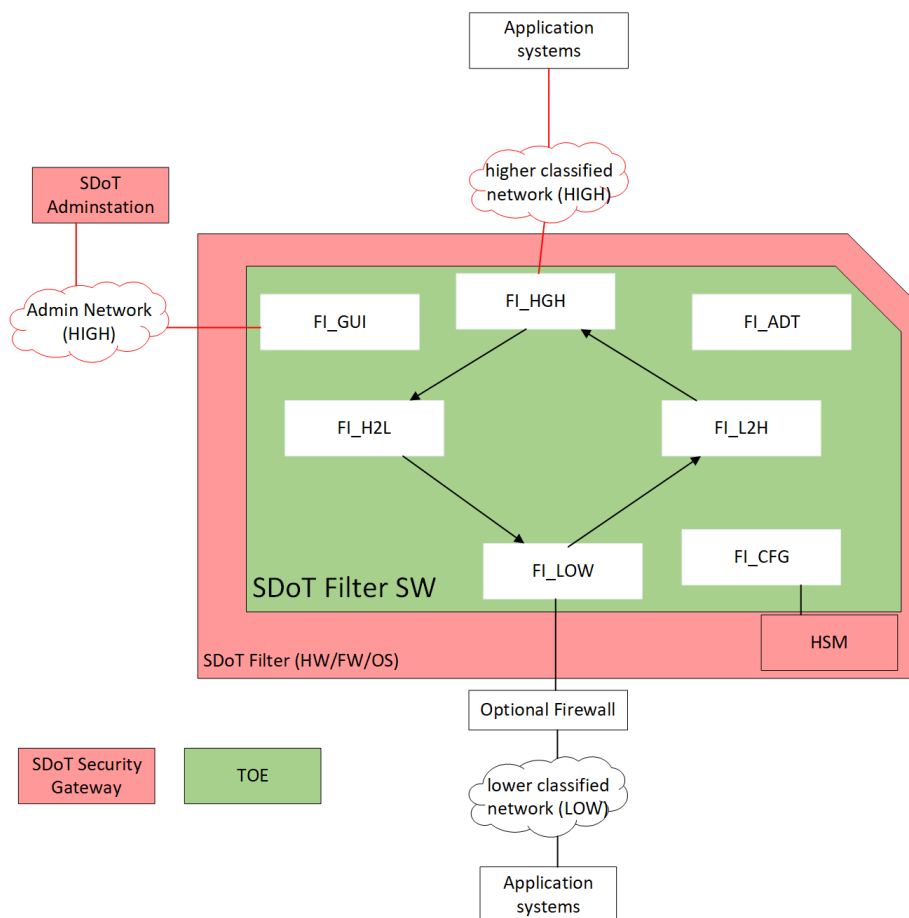 Application
systems
higher classified
network (HIGH)
SDoT
Adminstation
Admin Network
(HIGH)
FI_GUI
FI_HGH
FI_ADT
FI_H2L
FI_L2H
FI_LOW
FI_CFG
SDoT Filter SW
HSM
SDoT Filter (HW/FW/OS)
Optional Firewall
SDoT Security
Gateway
TOE
lower classified
network (LOW)
Application
systems